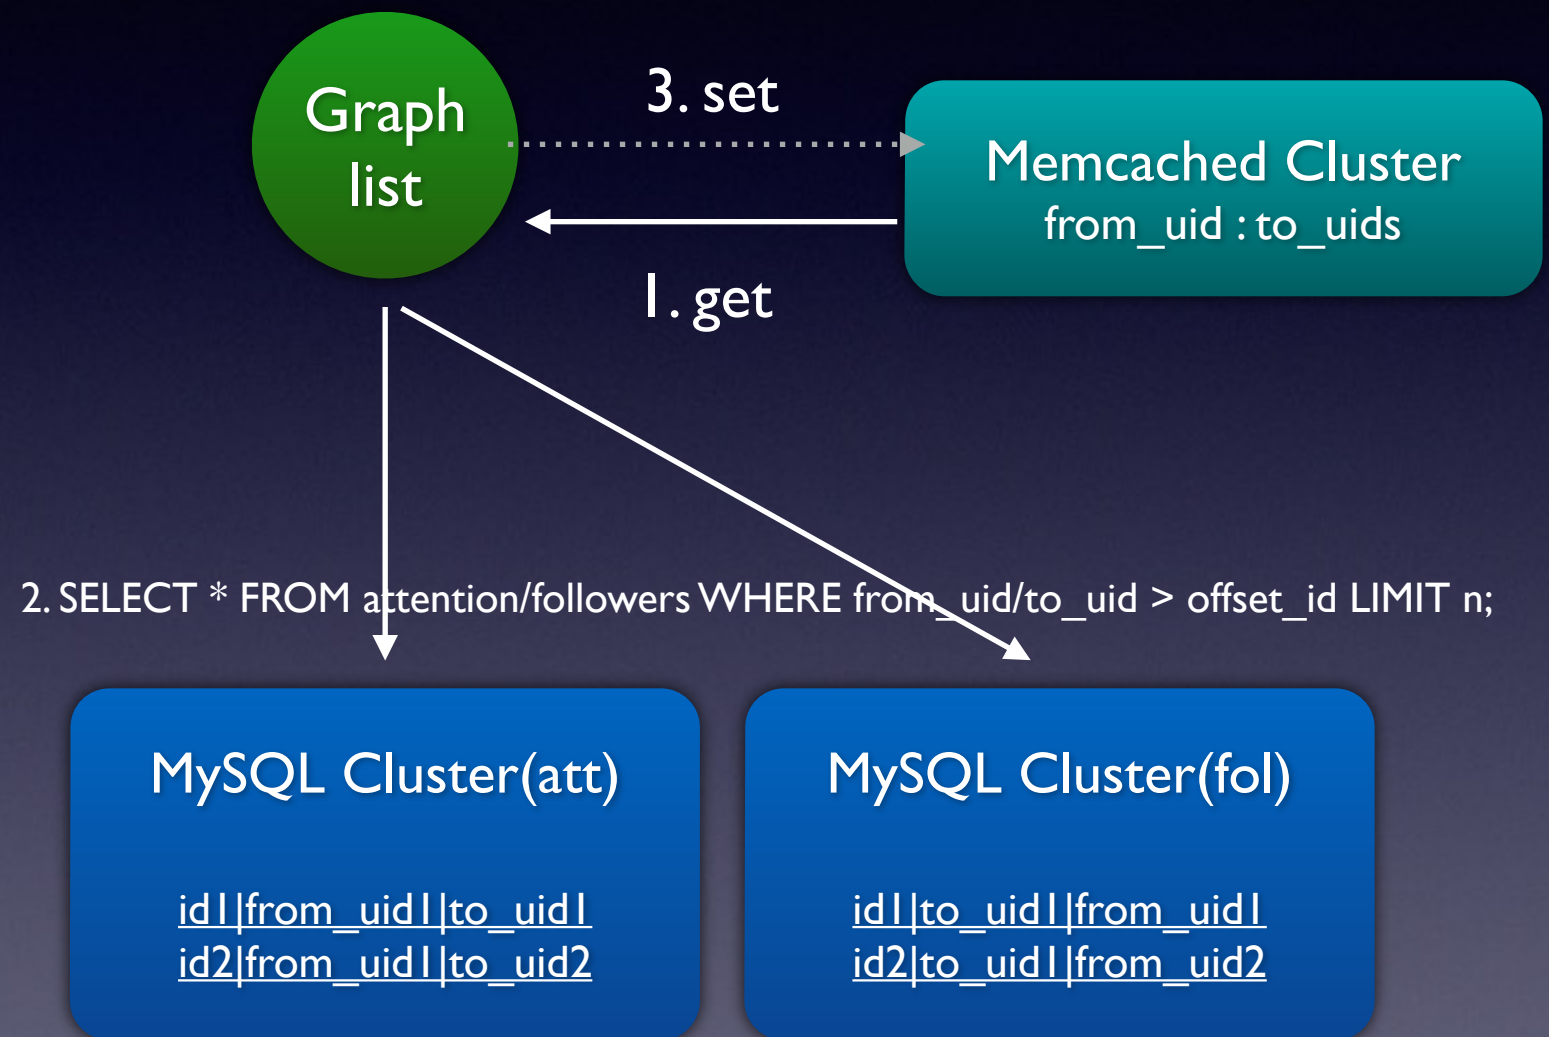 Graph
list
3. set
1. get
Memcached Cluster
from_uid : to_uids
2. SELECT * FROM attention/followers WHERE from_uid/to_uid > offset_id LIMIT n;
MySQL Cluster(att)
id1|from_uid1|to_uid1
id2|from_uid1|to_uid2
MySQL Cluster(fol)
id1|to_uid1|from_uid1
id2|to_uid1|from_uid2